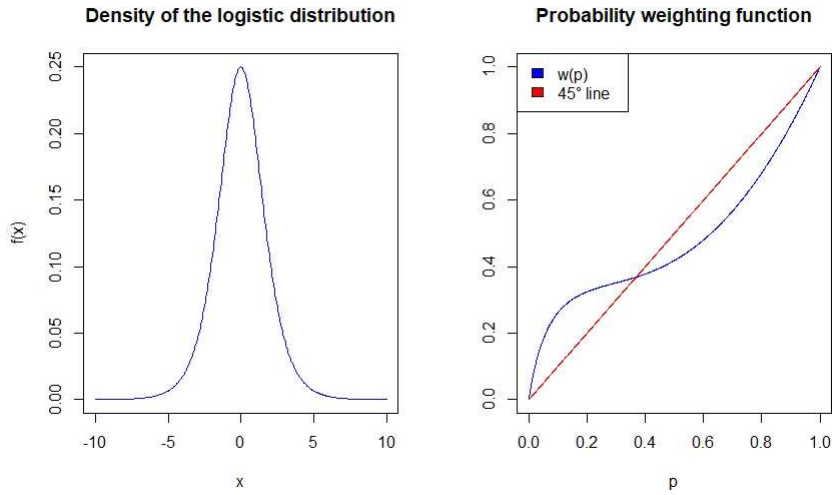 Density of the logistic distribution
f(x)
0.25
0.20
0.15
0.10
0.05
0.00
-10 -5 0 5 10
x
Probability weighting function
w(p)
45° line
1.0
0.8
0.6
0.4
0.2
0.0
0.0 0.2 0.4 0.6 0.8 1.0
p